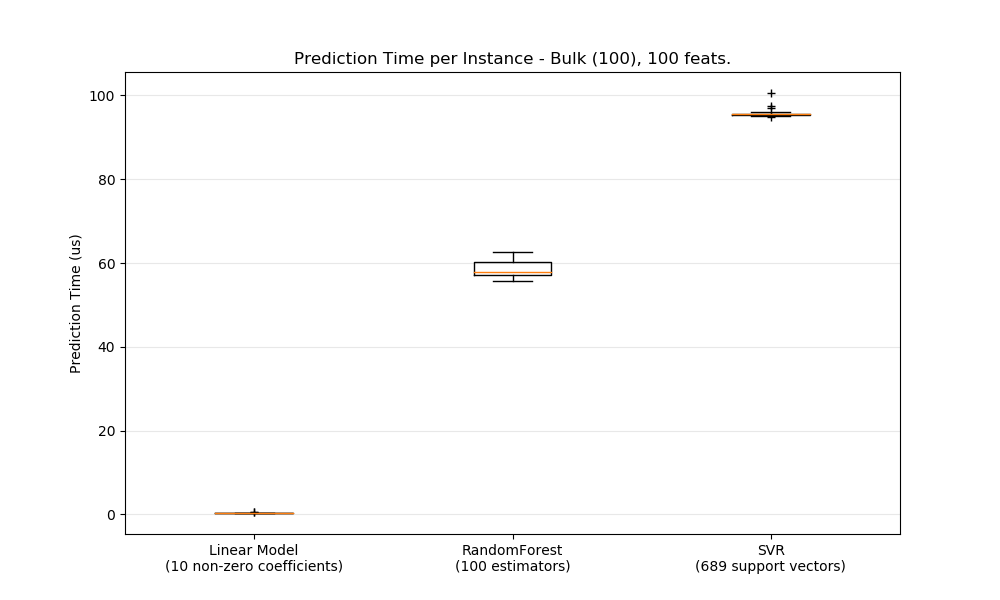 Prediction Time per Instance - Bulk (100), 100 feats.
Prediction Time (us)
100
80
60
40
20
0
Linear Model
(10 non-zero coefficients)
RandomForest
(100 estimators)
SVR
(689 support vectors)